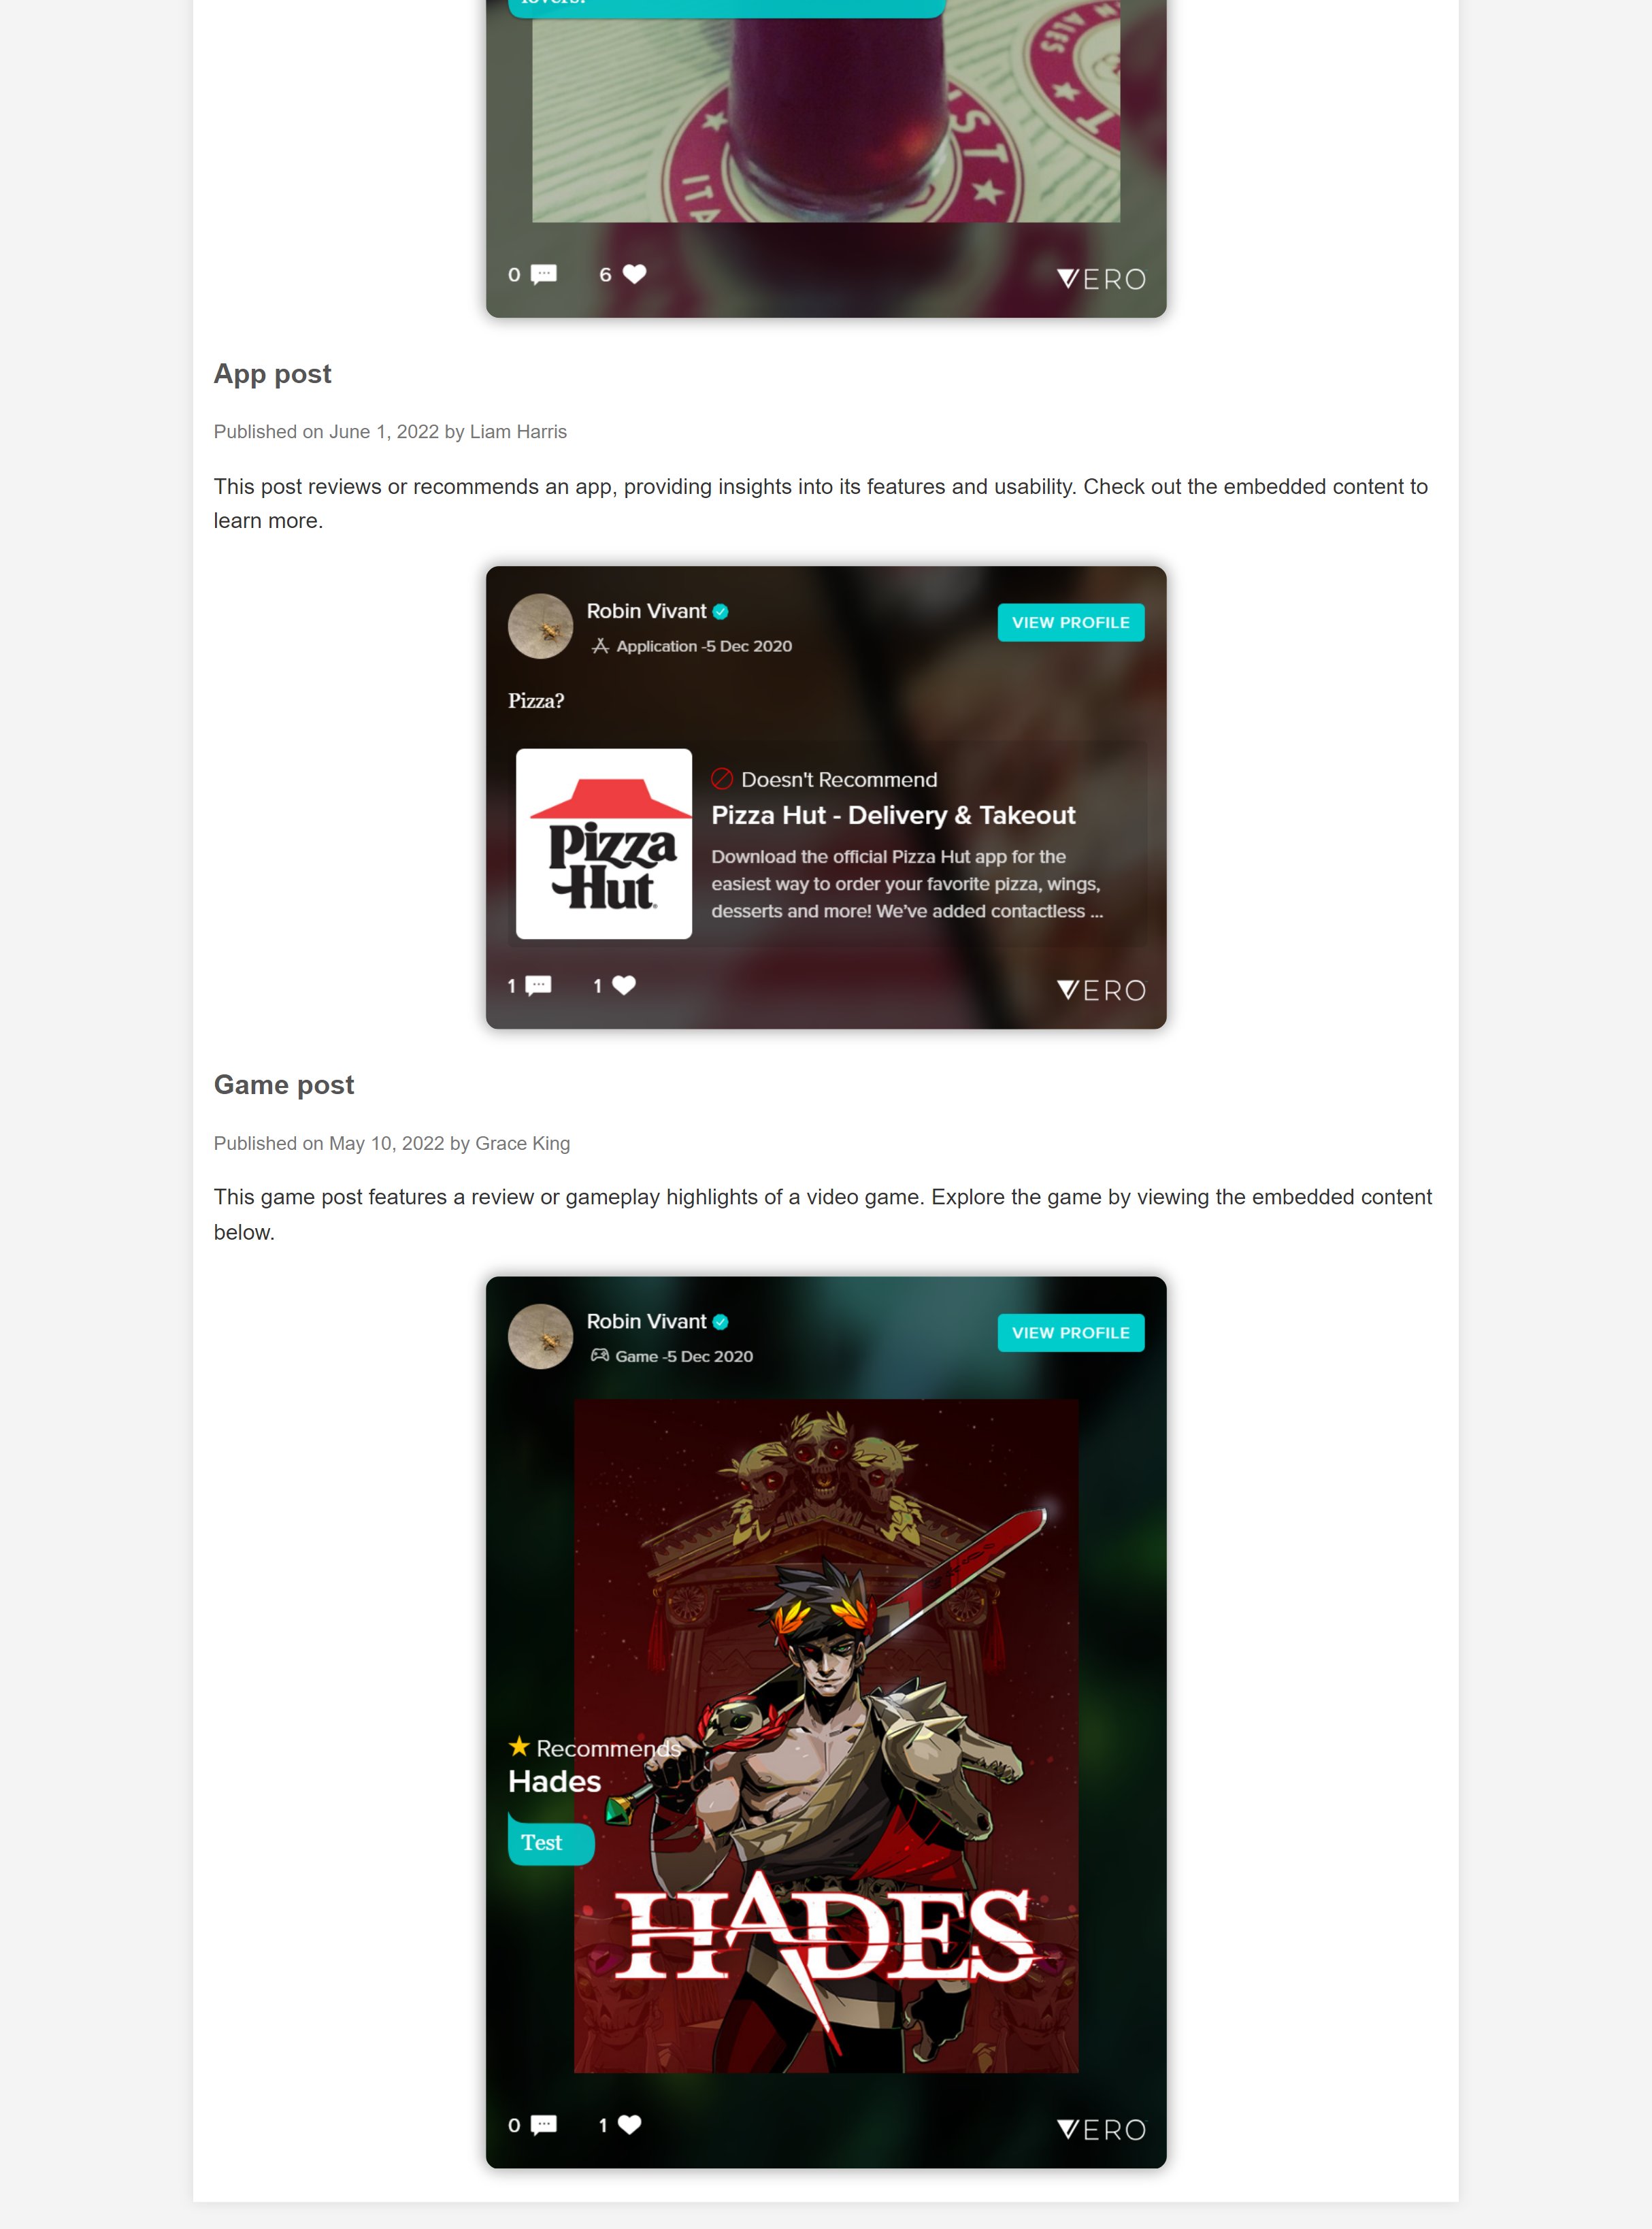 lovers.
ST
ITA
N ALES
T
0
6
VERO
App post
Published on June 1, 2022 by Liam Harris
This post reviews or recommends an app, providing insights into its features and usability. Check out the embedded content to
learn more.
Robin Vivant
VIEW PROFILE
Application -5 Dec 2020
Pizza?
Pizza
Hut
Doesn't Recommend
Pizza Hut - Delivery & Takeout
Download the official Pizza Hut app for the
easiest way to order your favorite pizza, wings,
desserts and more! We've added contactless ...
1
1
VERO
Game post
Published on May 10, 2022 by Grace King
This game post features a review or gameplay highlights of a video game. Explore the game by viewing the embedded content
below.
Robin Vivant
VIEW PROFILE
Game -5 Dec 2020
Recommends
Hades
Test
HADES
0
1
VERO